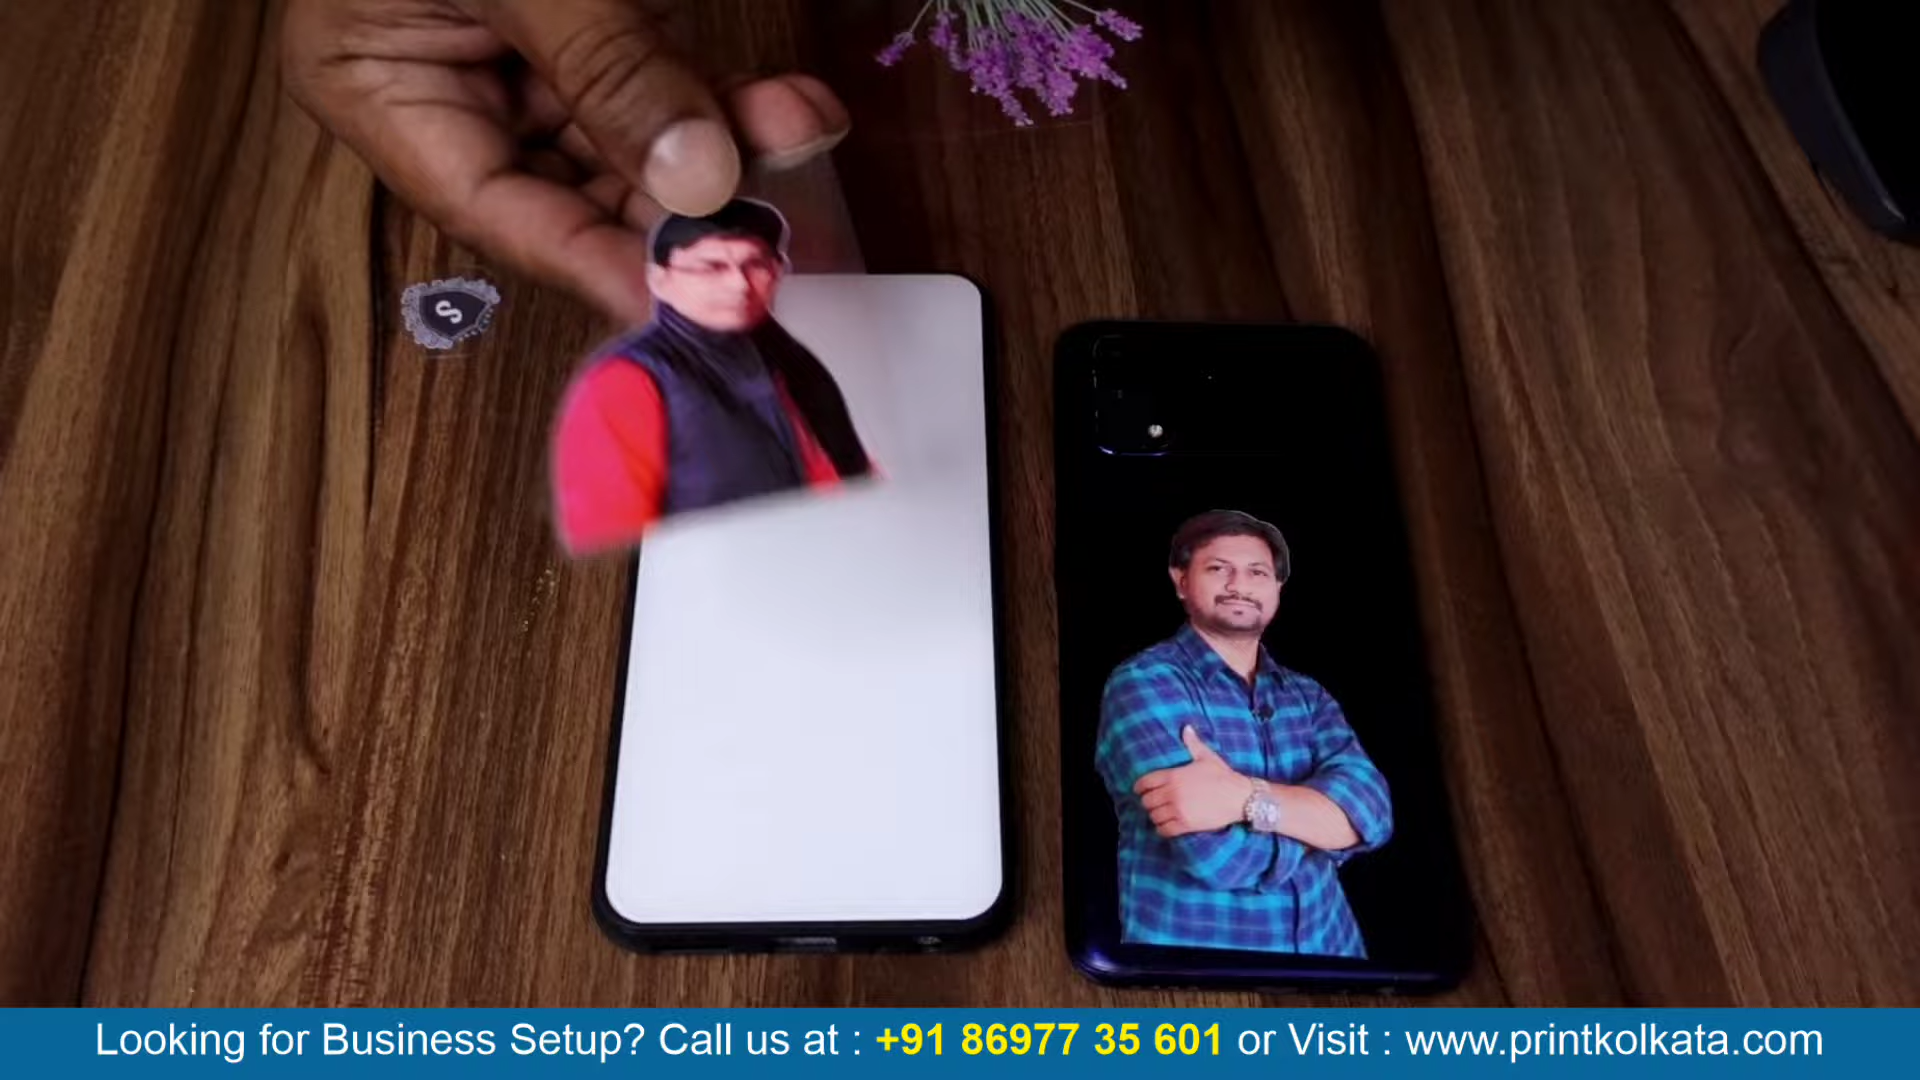 S
Looking for Business Setup? Call us at : +91 86977 35 601 or Visit : www.printkolkata.com